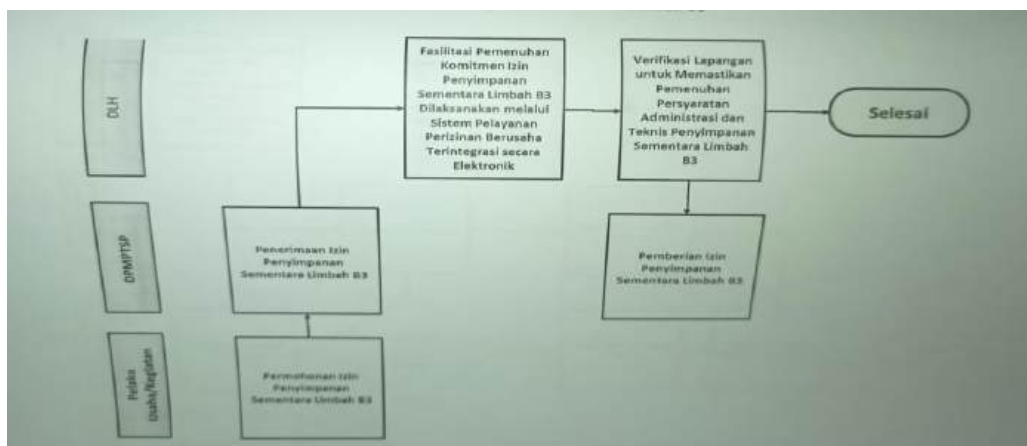 DLH
Fasilitasi Pemenuhan
Komitmen Izin
Penyimpanan
Sementara Limbah B3
Dilaksanakan melalui
Sistem Pelayanan
Perizinan Berusaha
Terintegrasi secara
Elektronik
Verifikasi Lapangan
untuk Memastikan
Pemenuhan
Persyaratan
Administrasi dan
Teknis Penyimpanan
Sementara Limbah
B3
Selesai
DPMPTSP
Penerimaan Izin
Penyimpanan
Sementara Limbah B3
Pemberian Izin
Penyimpanan
Sementara Limbah B3
Pelaku
Usaha/Kegiatan
Permohonan Izin
Penyimpanan
Sementara Limbah B3